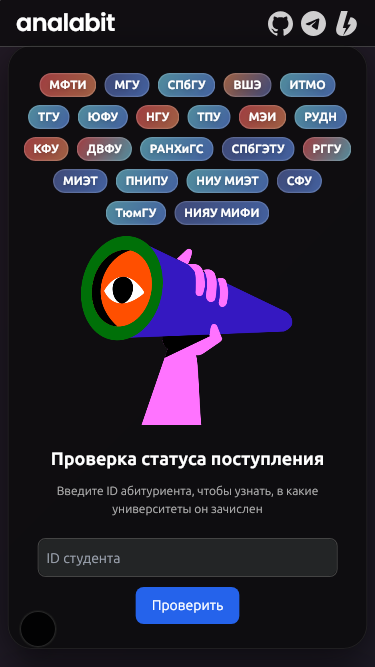 analabit
МФТИ МГУ СПбГУ ВШЭ ИТМО
ТГУ ЮФУ НГУ ТПУ МЭИ РУДН
КФУ ДВФУ РАНХиГС СПбГЭТУ РГГУ
МИЭТ ПНИПУ НИУ МИЭТ СФУ
ТюмГУ НИЯУ МИФИ
Проверка статуса поступления
Введите ID абитуриента, чтобы узнать, в какие
университеты он зачислен
ID студента
Проверить